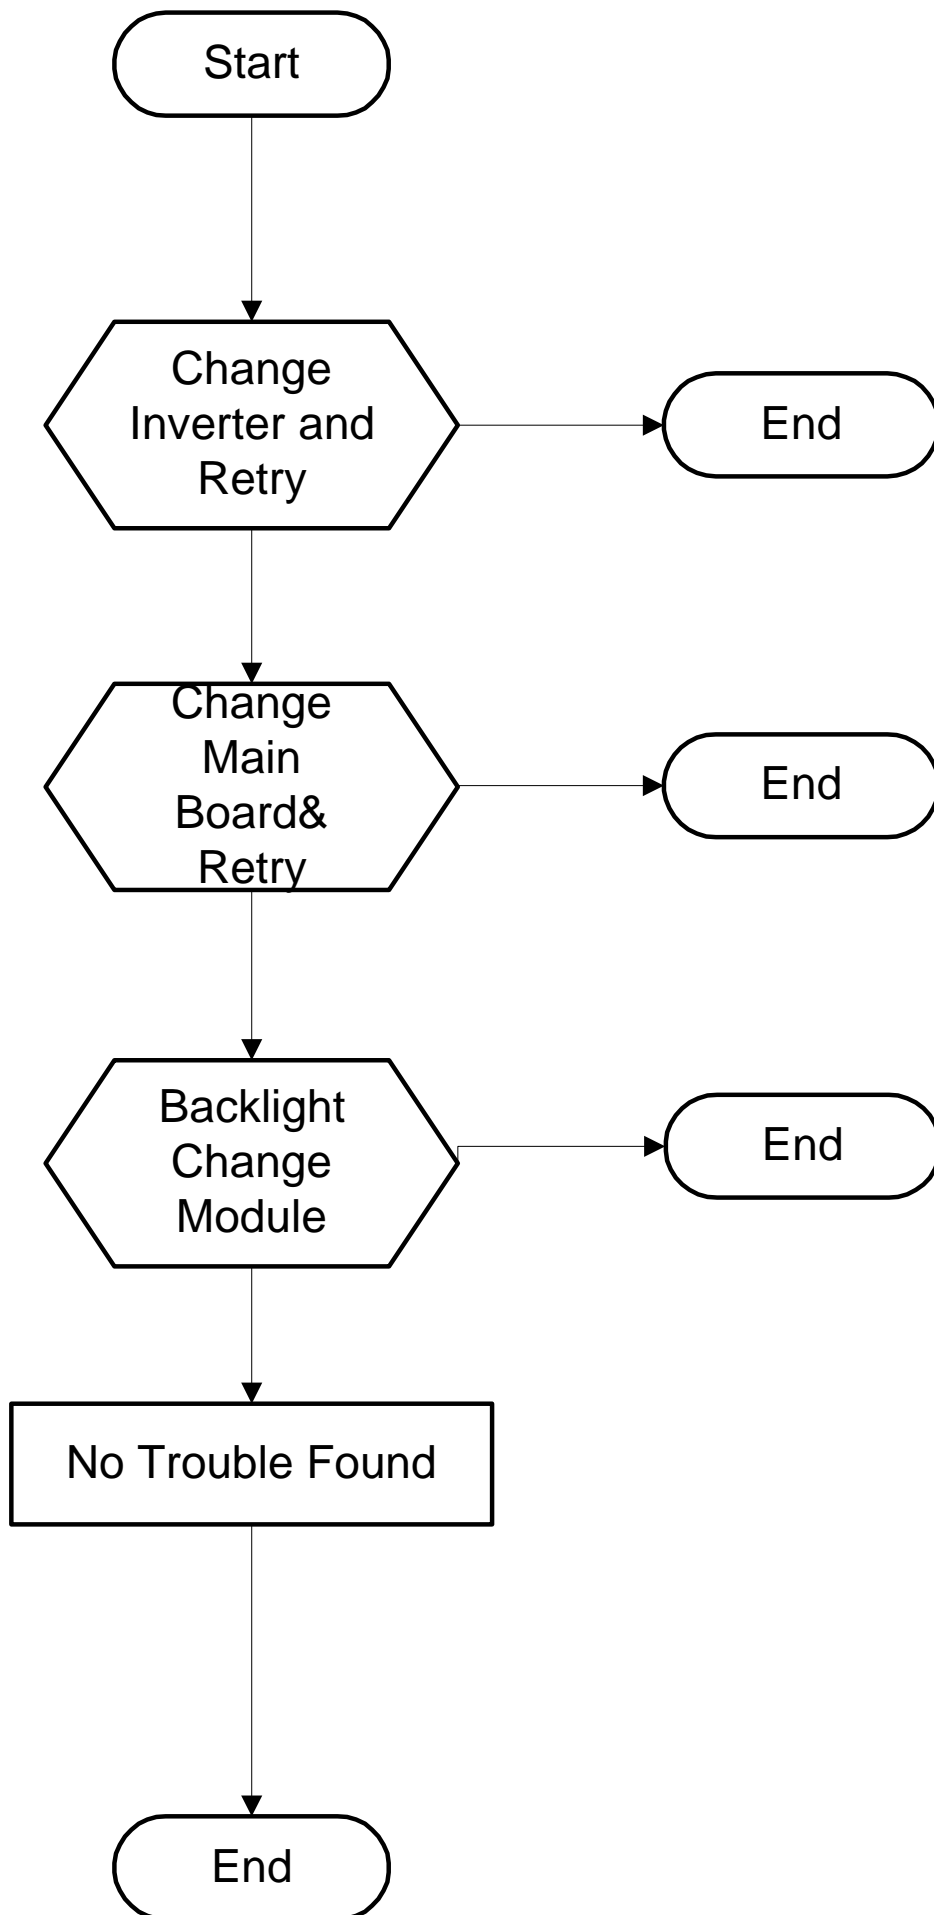 Start
Change
Inverter and
Retry
End
Change
Main
Board&
Retry
End
Backlight
Change
Module
End
No Trouble Found
End